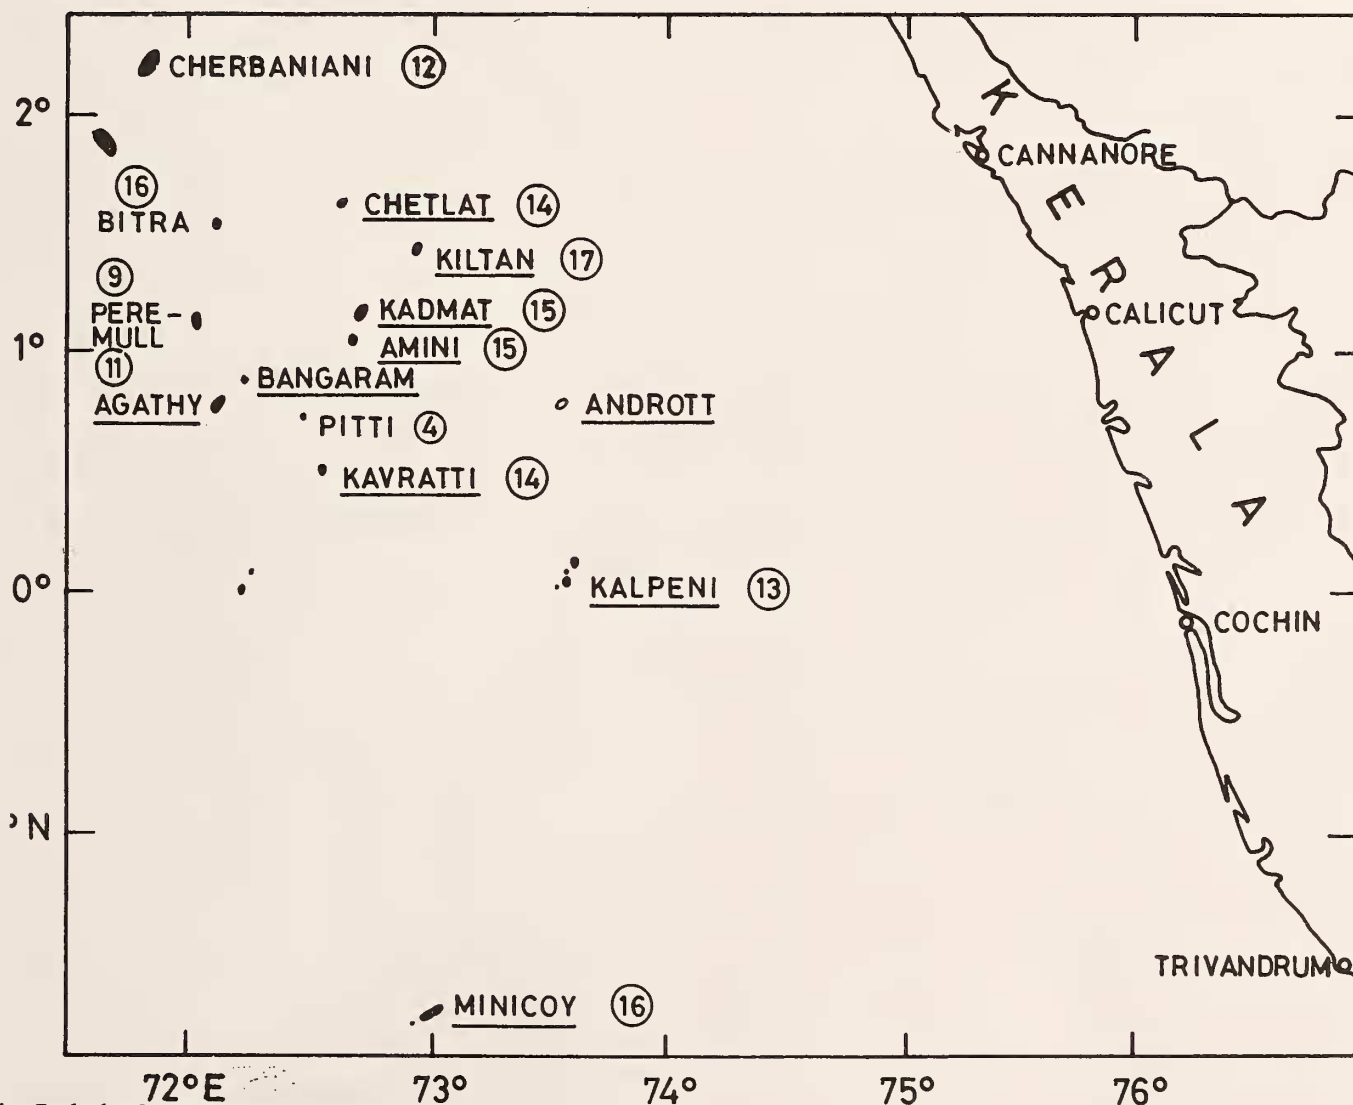 CHERBANIANI 12
2°
CANNANORE
16
BITRA
CHETLAT 14
KILTAN 17
9
PERE-
MULL
KADMAT 15
CALICUT
1°
AMINI 15
11
BANGARAM
AGATHY
ANDROTT
PITTI 4
KAVRATTI 14
KERALA
0°
KALPENI 13
COCHIN
°N
TRIVANDRUM
MINICOY 16
72°E 73° 74° 75° 76°